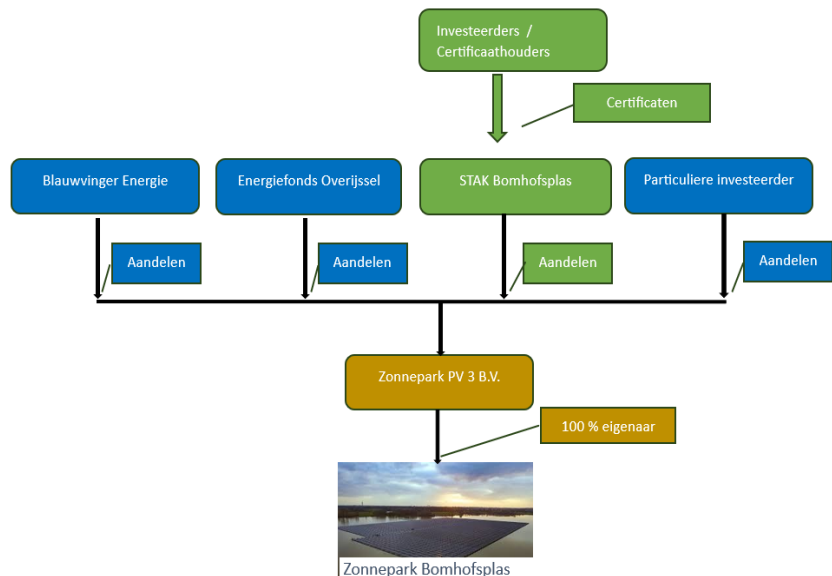 Investeerders /
Certificaathouders
Certificaten
Blauwvinger Energie
Energiefonds Overijssel
STAK Bomhofsplas
Particuliere investeerder
Aandelen
Aandelen
Aandelen
Aandelen
Zonnepark PV 3 B.V.
100 % eigenaar
Zonnepark Bomhofsplas